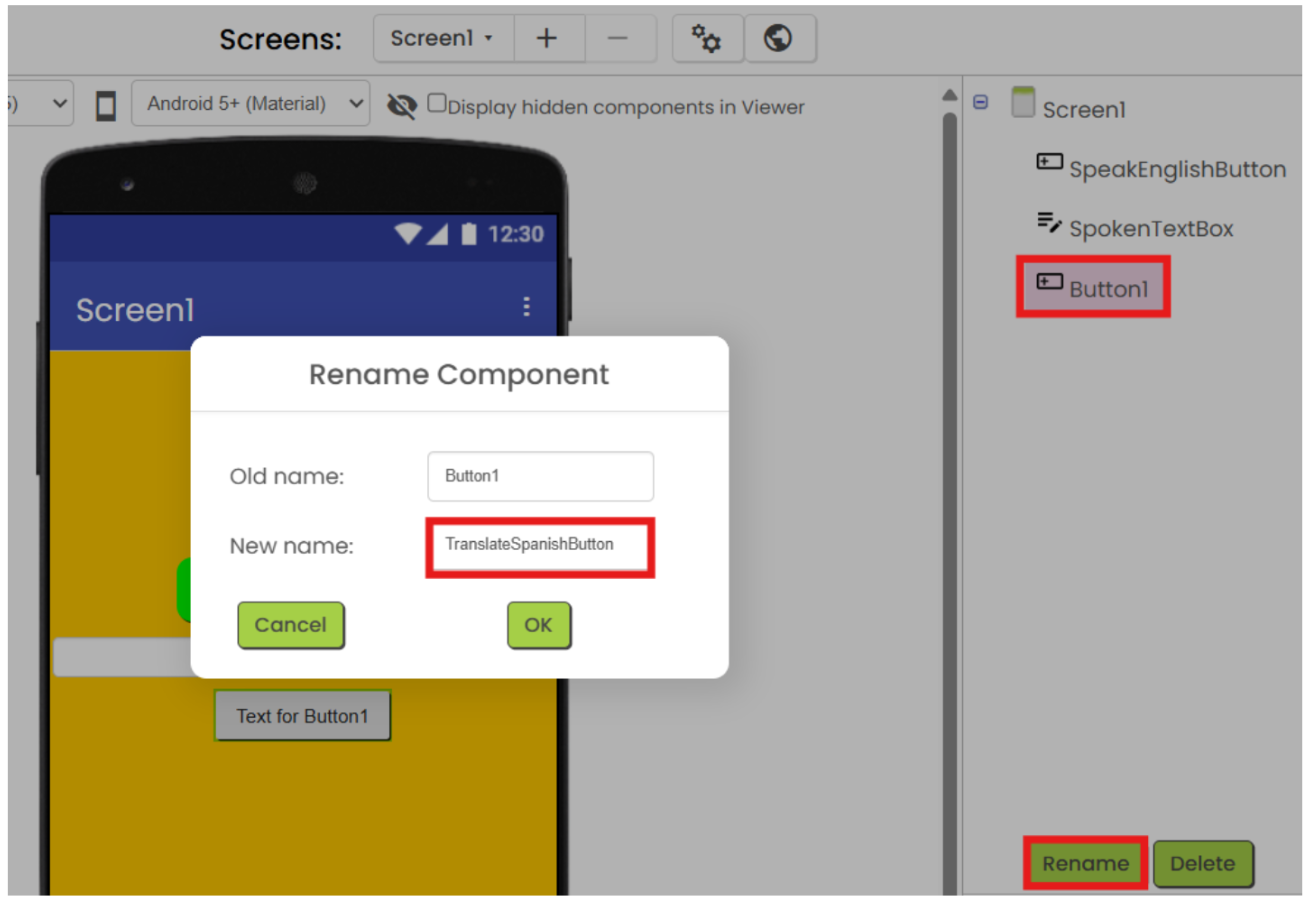 Screens: Screen1 + −
5) Android 5+ (Material) Display hidden components in Viewer
Screen1
SpeakEnglishButton
SpokenTextBox
Button1
12:30
Screen1
Rename Component
Old name: Button1
New name: TranslateSpanishButton
Cancel OK
Text for Button1
Rename Delete